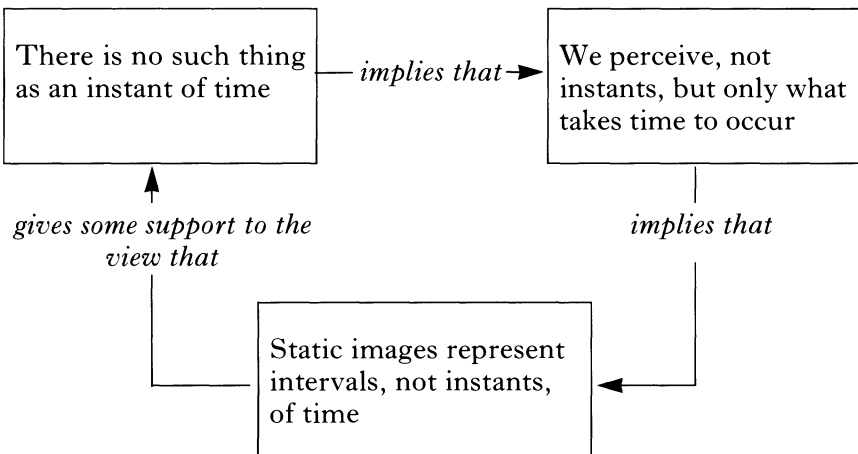 There is no such thing
as an instant of time
implies that
We perceive, not
instants, but only what
takes time to occur
implies that
Static images represent
intervals, not instants,
of time
gives some support to the
view that